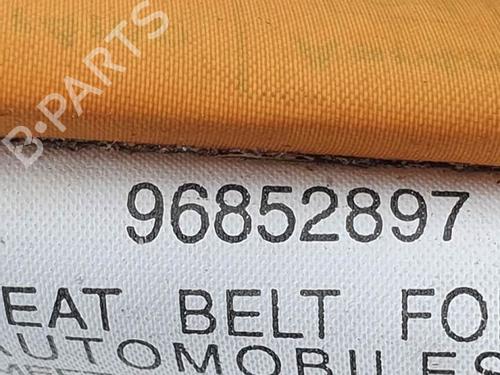 B-PARTS
96852897
EAT BELT FO
AUTOMOBILES